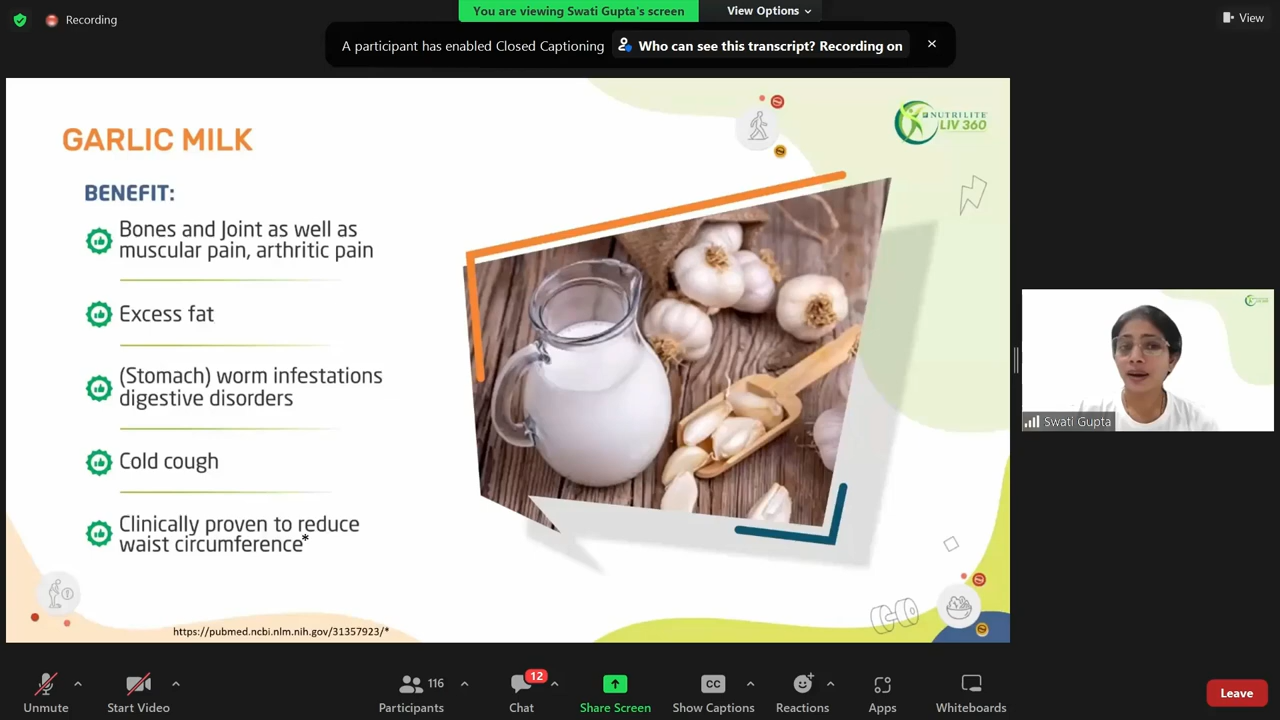 Recording
You are viewing Swati Gupta's screen
View Options
View
A participant has enabled Closed Captioning
Who can see this transcript? Recording on
GARLIC MILK
NUTRILITE
LIV 360
BENEFIT:
Bones and Joint as well as
muscular pain, arthritic pain
Excess fat
(Stomach) worm infestations
digestive disorders
Cold cough
Clinically proven to reduce
waist circumference*
https://pubmed.ncbi.nlm.nih.gov/31357923/*
Swati Gupta
Unmute
Start Video
116
Participants
12
Chat
Share Screen
CC
Show Captions
Reactions
Apps
Whiteboards
Leave